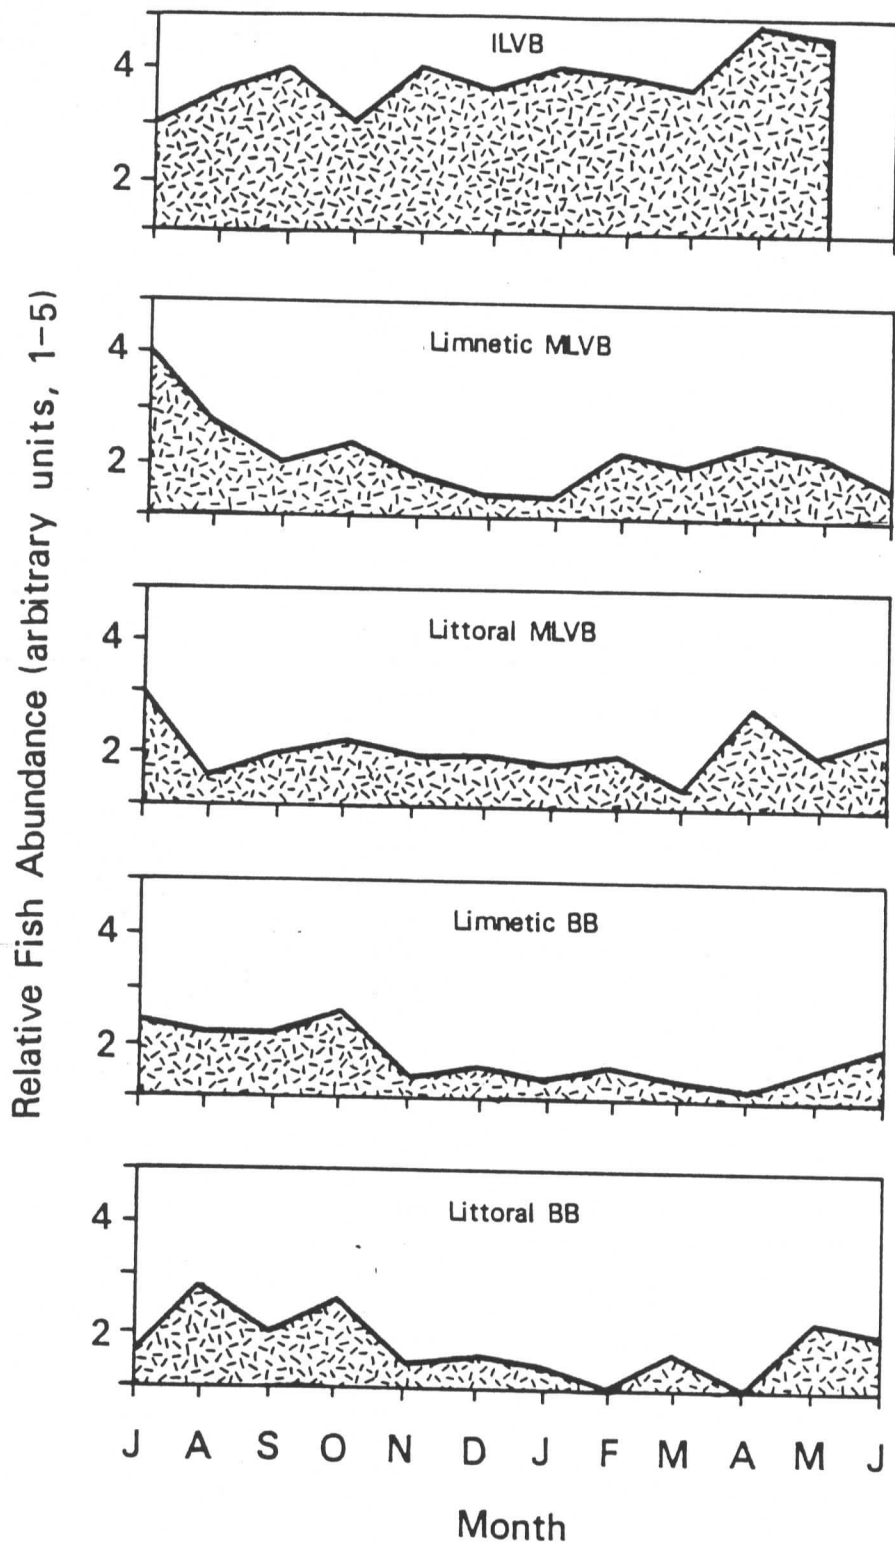 Relative Fish Abundance (arbitrary units, 1–5)
ILVB
4
2
Limnetic MLVB
4
2
Littoral MLVB
4
2
Limnetic BB
4
2
Littoral BB
4
2
J A S O N D J F M A M J
Month